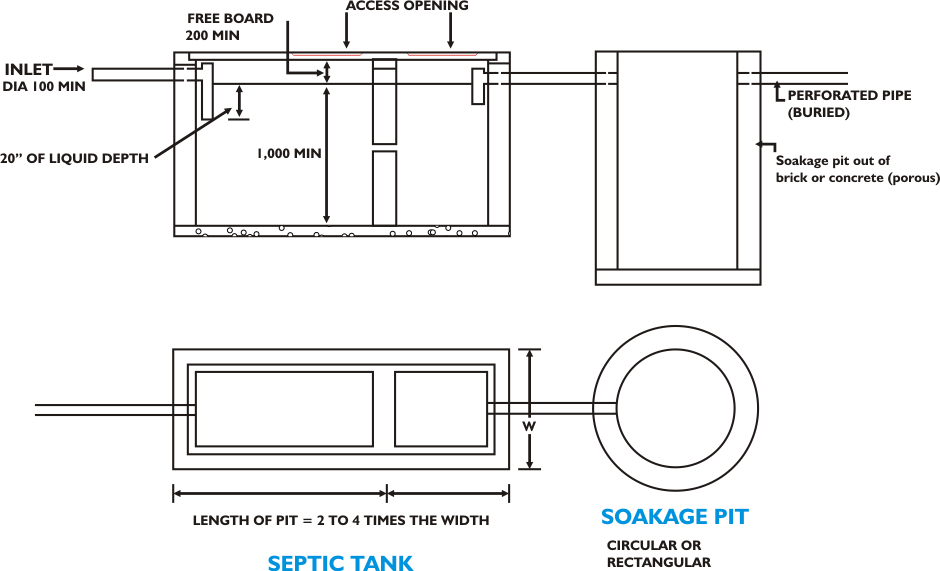 ACCESS OPENING
FREE BOARD
200 MIN
INLET
DIA 100 MIN
PERFORATED PIPE
(BURIED)
20” OF LIQUID DEPTH
1,000 MIN
Soakage pit out of
brick or concrete (porous)
W
LENGTH OF PIT = 2 TO 4 TIMES THE WIDTH
SOAKAGE PIT
CIRCULAR OR
RECTANGULAR
SEPTIC TANK